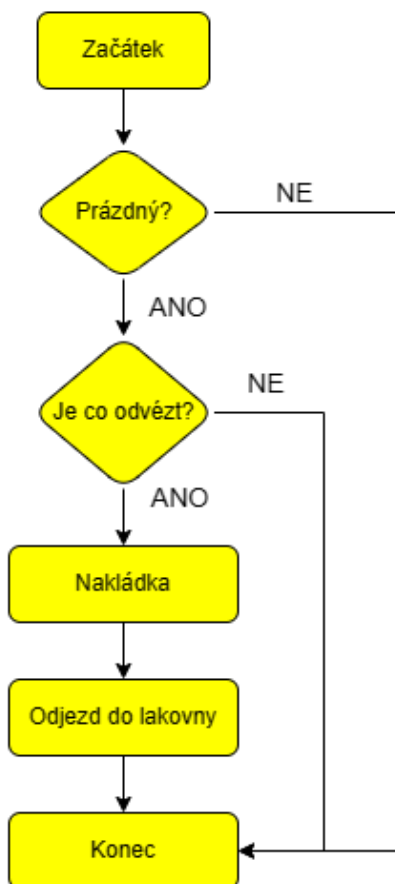 Začátek
Prázdný?
NE
ANO
Je co odvézt?
NE
ANO
Nakládka
Odjezd do lakovny
Konec